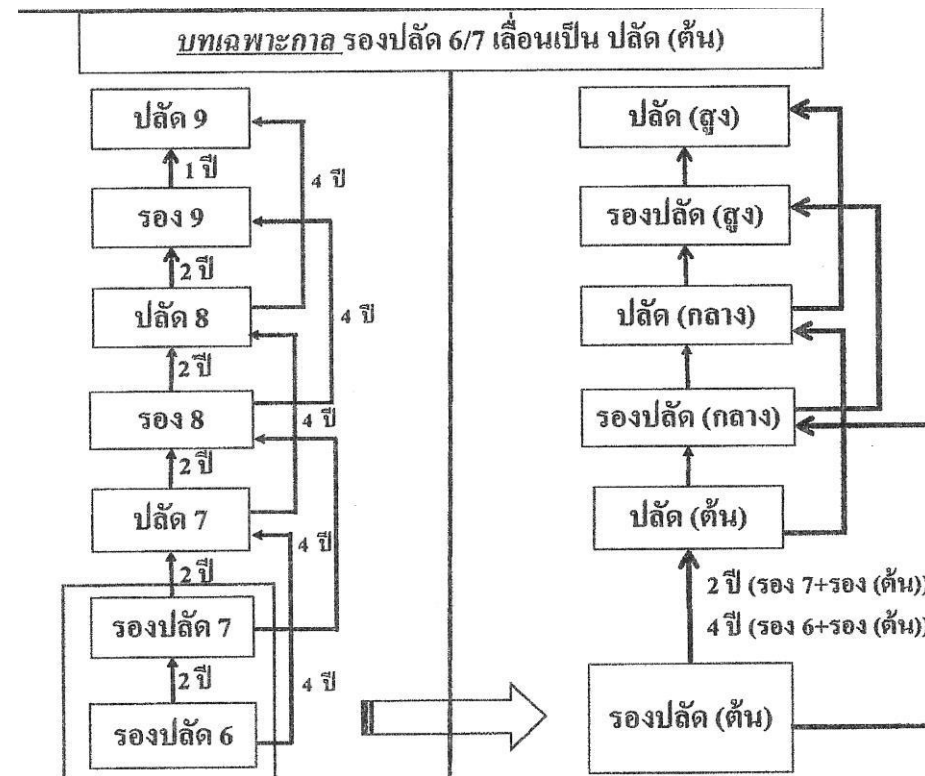 บทเฉพาะกาล รองปลัด 6/7 เลื่อนเป็น ปลัด (ต้น)
ปลัด 9
1 ปี
4 ปี
รอง 9
2 ปี
ปลัด 8
4 ปี
2 ปี
รอง 8
4 ปี
2 ปี
ปลัด 7
4 ปี
2 ปี
รองปลัด 7
2 ปี
4 ปี
รองปลัด 6
ปลัด (สูง)
รองปลัด (สูง)
ปลัด (กลาง)
รองปลัด (กลาง)
ปลัด (ต้น)
2 ปี (รอง 7+รอง (ต้น))
4 ปี (รอง 6+รอง (ต้น))
รองปลัด (ต้น)